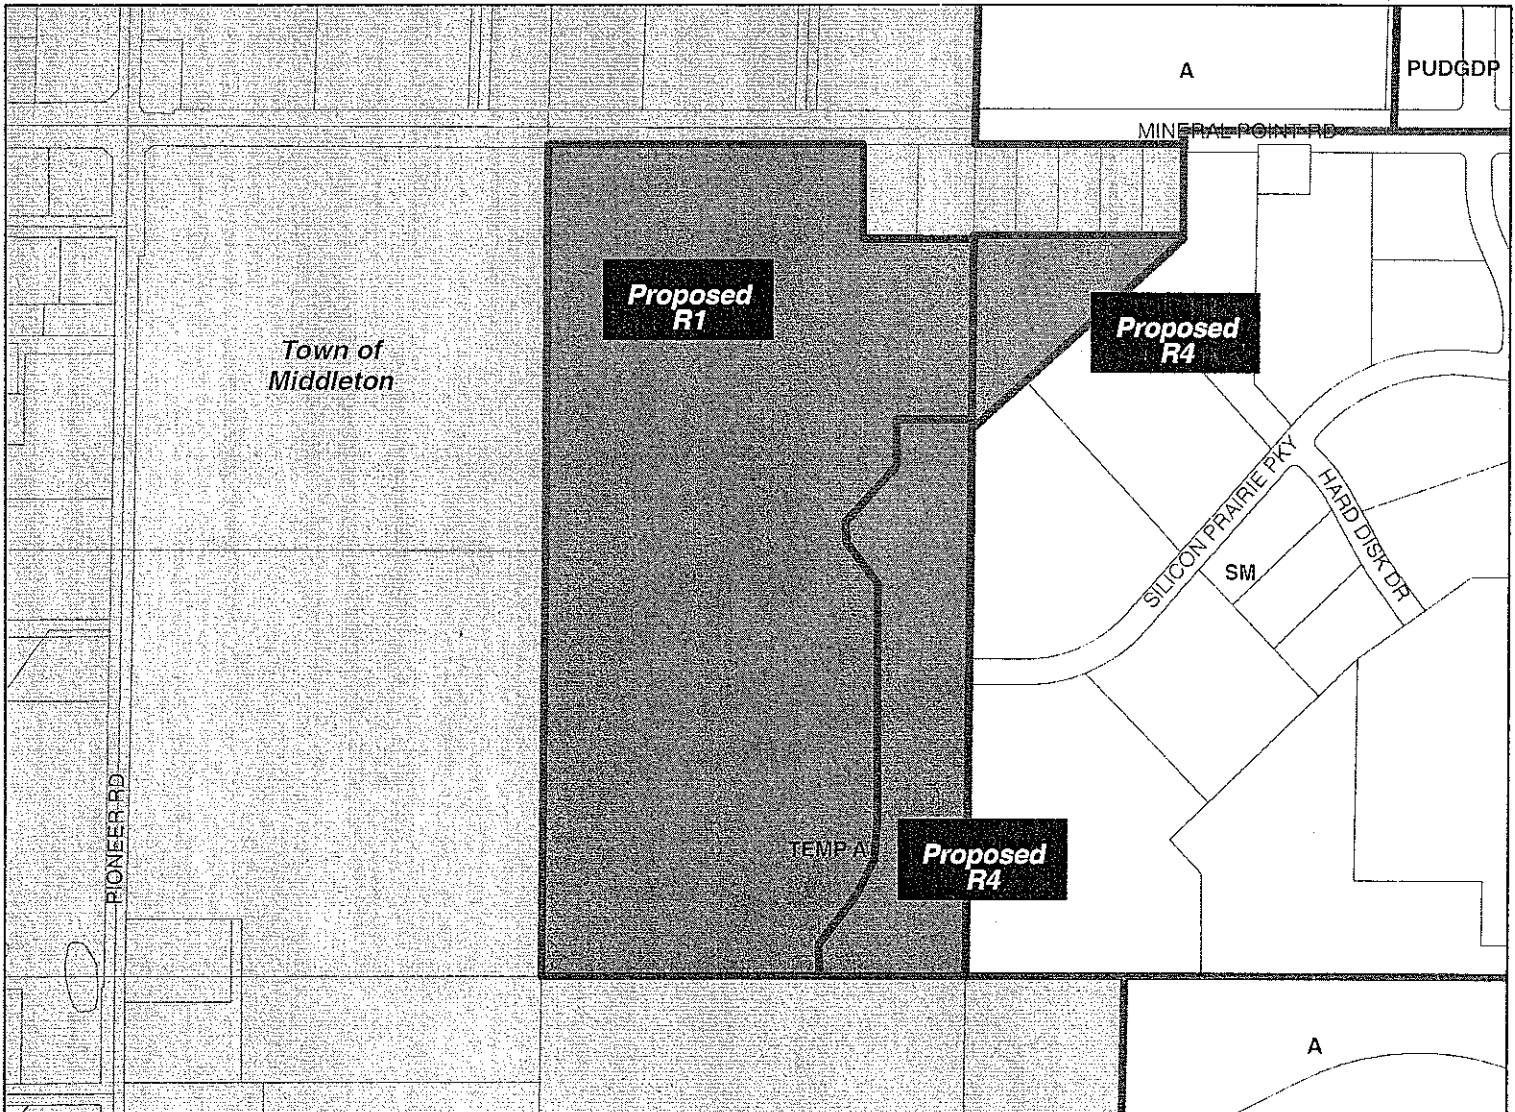 A
PUDGDP
MINERAL POINT RD
Proposed
R1
Proposed
R4
Town of
Middleton
SILICON PRAIRIE PKY
HARD DISK DR
SM
PIONEER RD
TEMP A
Proposed
R4
A